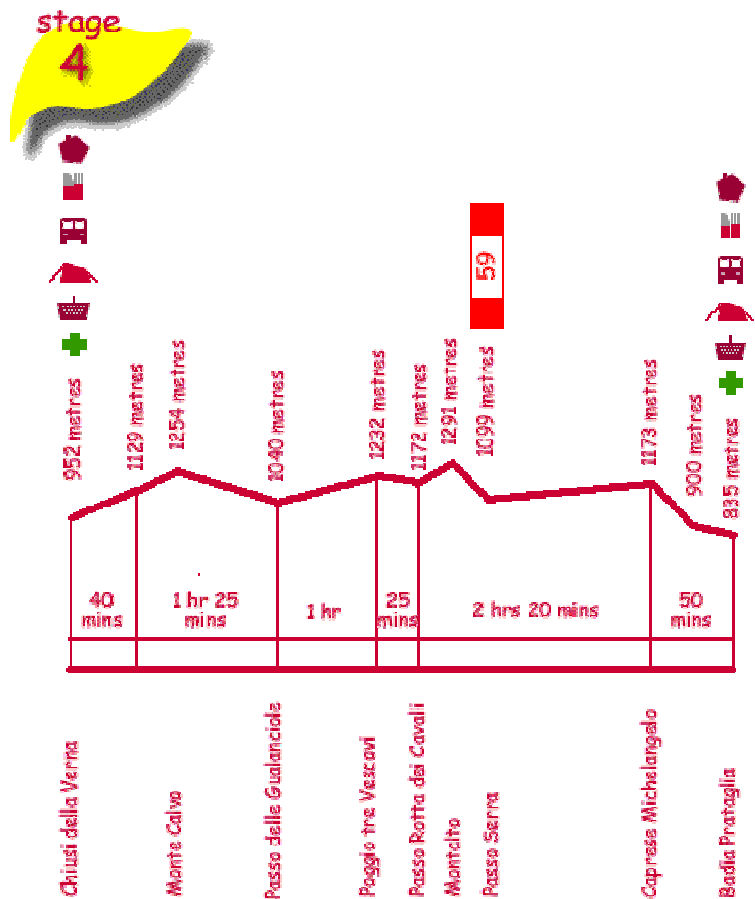 stage
4
59
952 metres
1129 metres
1254 metres
1040 metres
1232 metres
1172 metres
1291 metres
1099 metres
1173 metres
900 metres
835 metres
40
mins
1 hr 25
mins
1 hr
25
mins
2 hrs 20 mins
50
mins
Chiusi della Verna
Monte Calvo
Passo delle Gualanciole
Poggio tre Vescavi
Passo Rotta dei Cavali
Montalto
Passo Serra
Caprese Michelangelo
Badia Prataglia